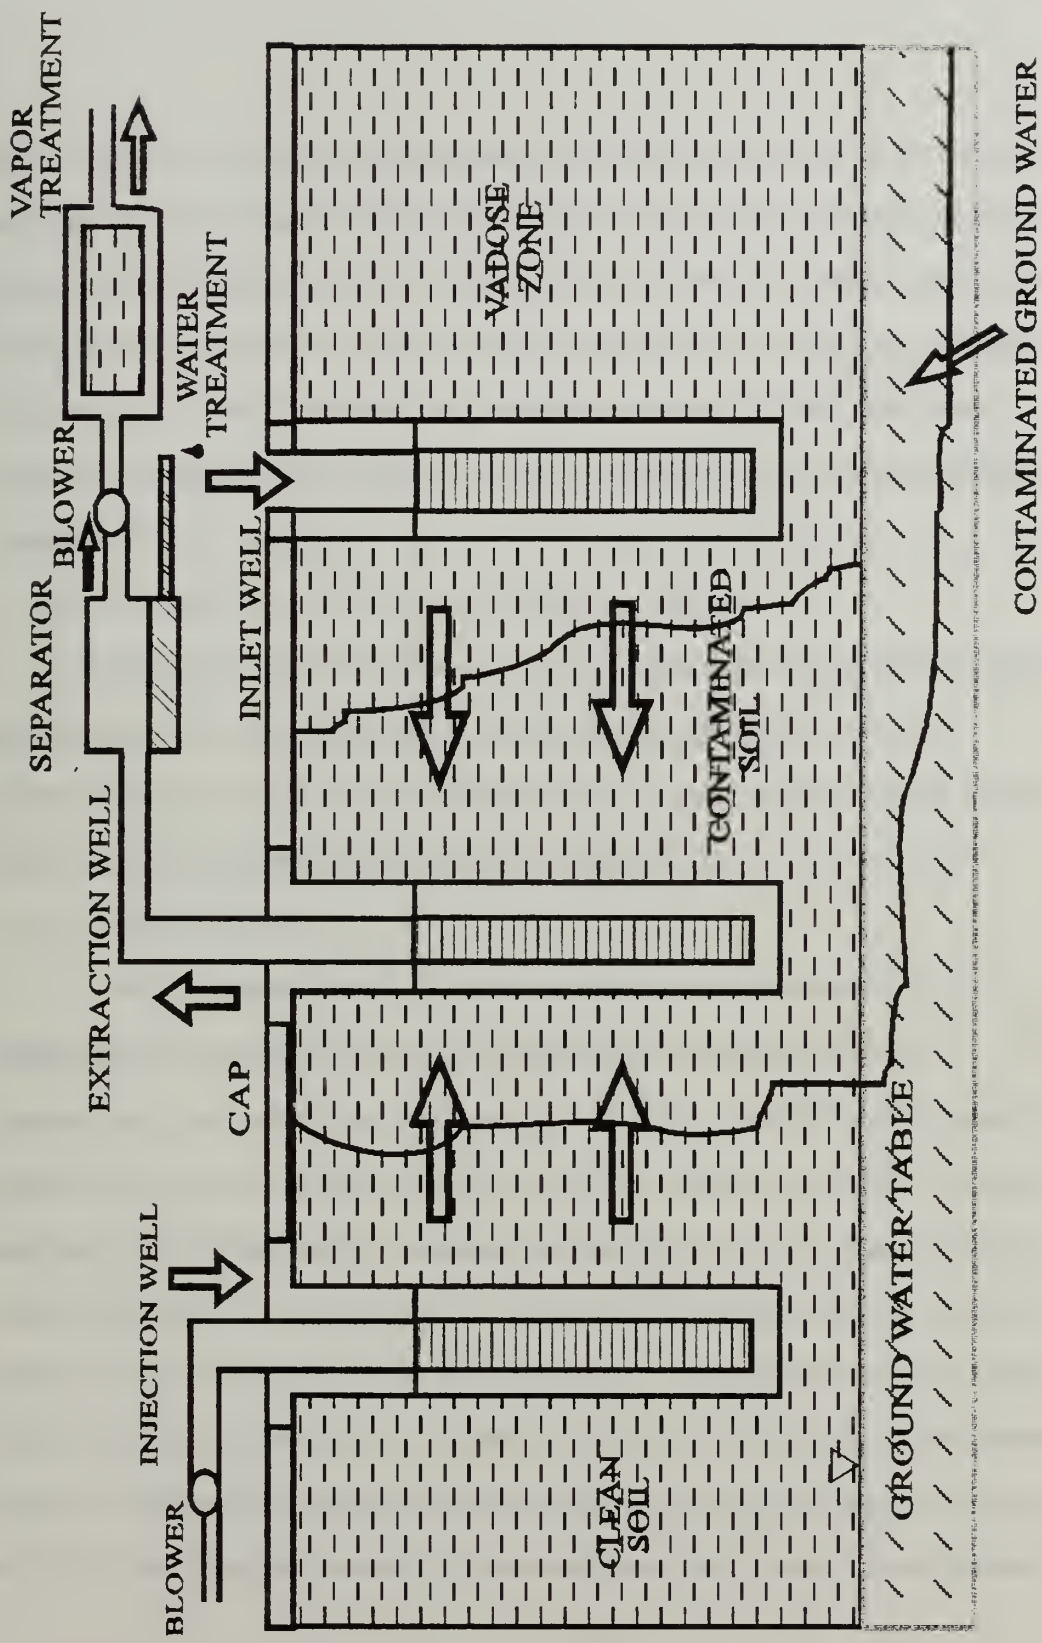 VAPOR
TREATMENT
BLOWER
WATER
TREATMENT
SEPARATOR
INLET WELL
EXTRACTION WELL
CAP
INJECTION WELL
BLOWER
VADOSE
ZONE
CONTAMINATED
SOIL
CLEAN
SOIL
GROUND WATER TABLE
CONTAMINATED GROUND WATER